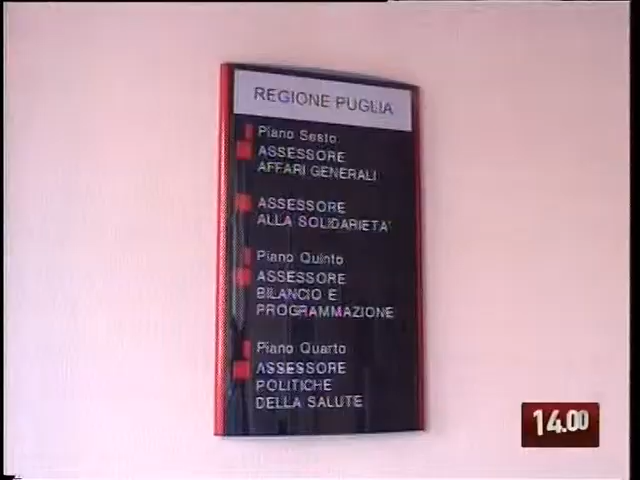 REGIONE PUGLIA
Piano Sesto
ASSESSORE
AFFARI GENERALI
ASSESSORE
ALLA SOLIDARIETA'
Piano Quinto
ASSESSORE
BILANCIO E
PROGRAMMAZIONE
Piano Quarto
ASSESSORE
POLITICHE
DELLA SALUTE
14.00